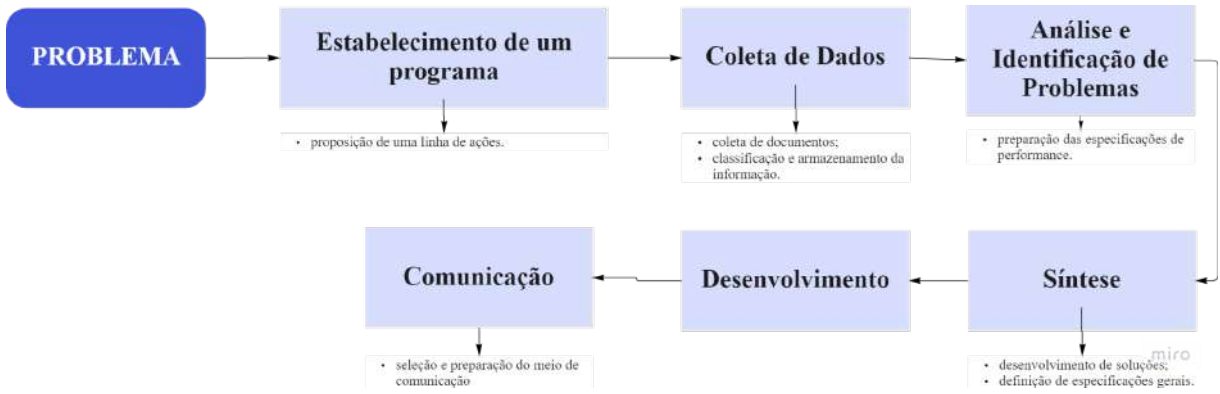 PROBLEMA
Estabelecimento de um
programa
• proposição de uma linha de ações.
Coleta de Dados
• coleta de documentos;
• classificação e armazenamento da
informação.
Análise e
Identificação de
Problemas
• preparação das especificações de
performance.
Síntese
• desenvolvimento de soluções;
• definição de especificações gerais.
Desenvolvimento
Comunicação
• seleção e preparação do meio de
comunicação
miro